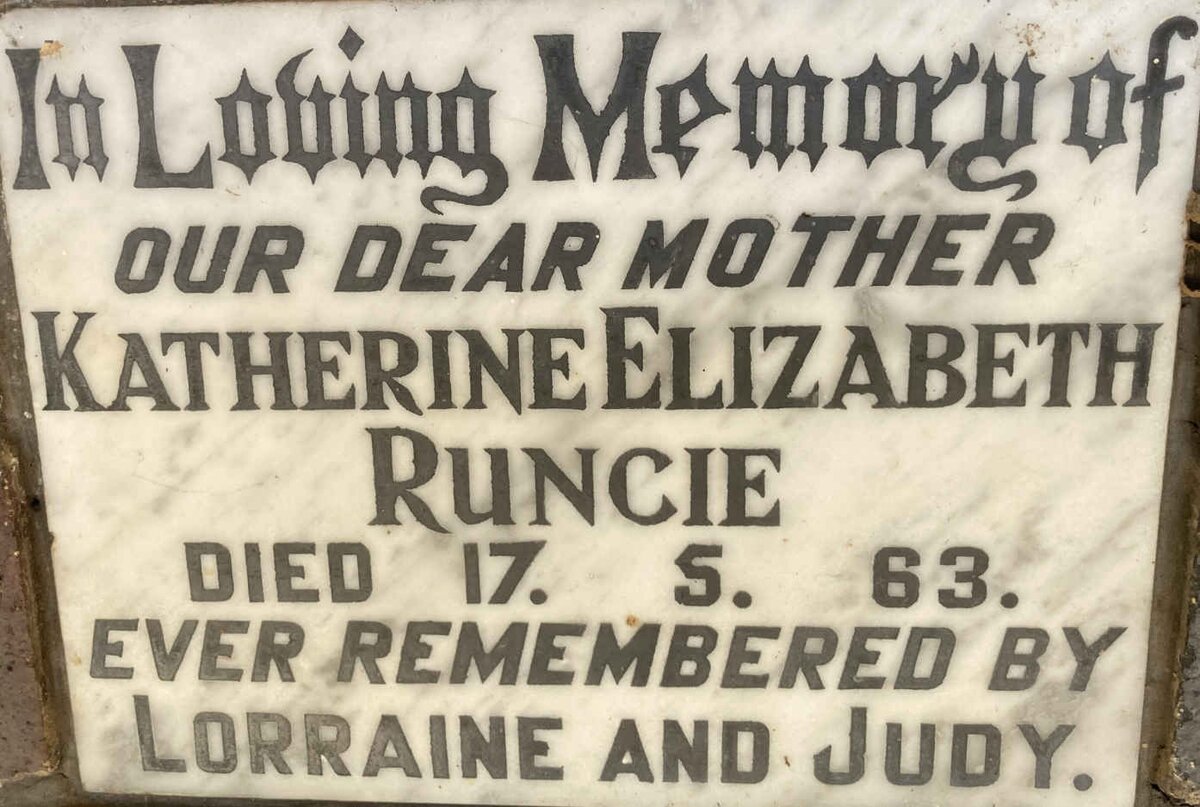 In Loving Memory of
OUR DEAR MOTHER
KATHERINE ELIZABETH
RUNCIE
DIED 17. 5. 63.
EVER REMEMBERED BY
LORRAINE AND JUDY.